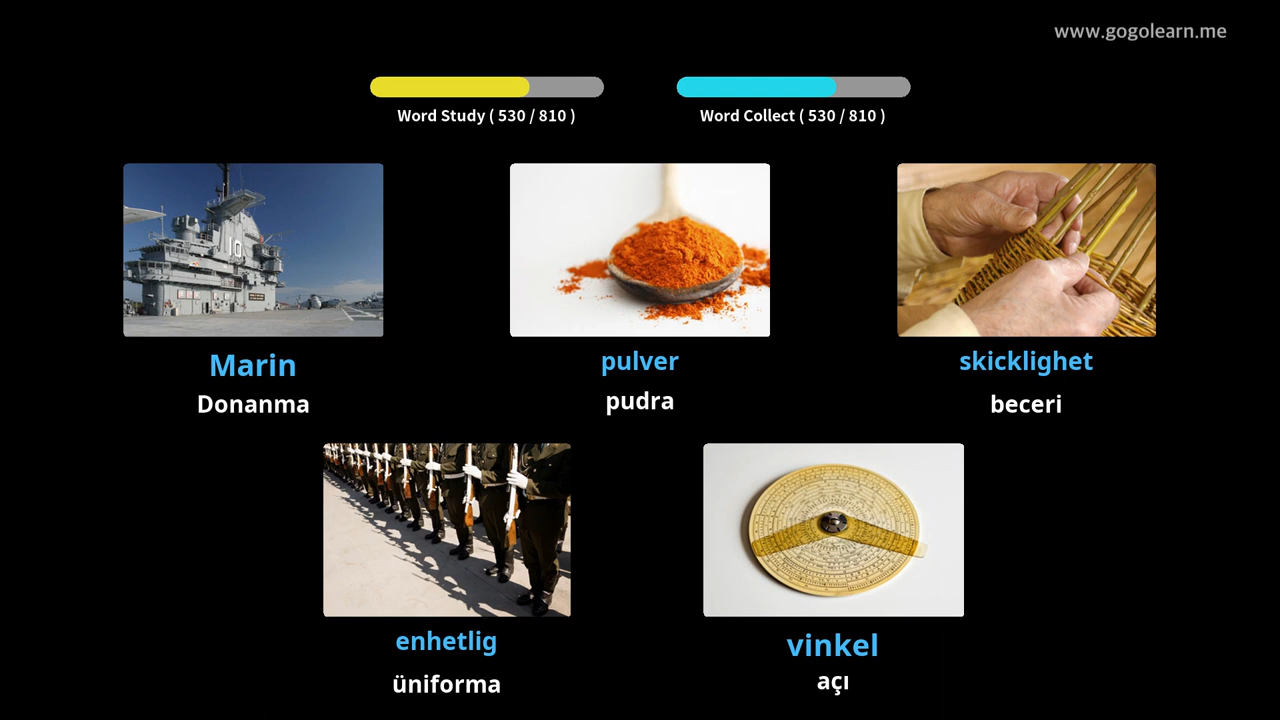 www.gogolearn.me
Word Study ( 530 / 810 )
Word Collect ( 530 / 810 )
16
Marin
Donanma
pulver
pudra
skicklighet
beceri
enhetlig
üniforma
vinkel
açı